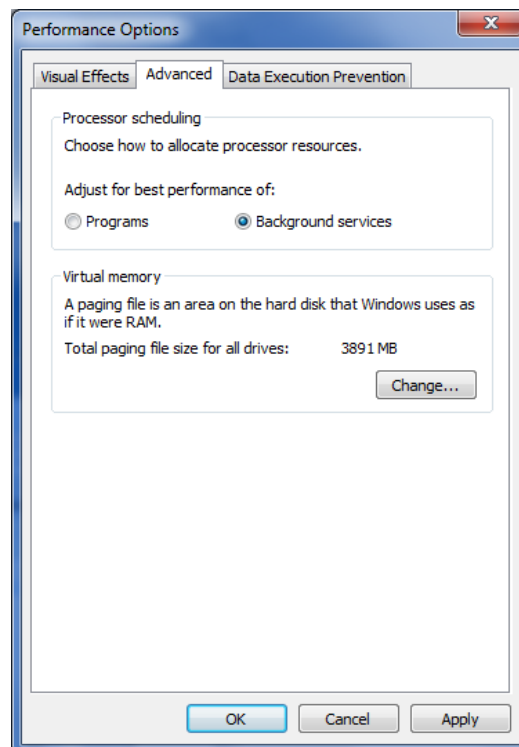 Performance Options
Visual Effects
Advanced
Data Execution Prevention
Processor scheduling
Choose how to allocate processor resources.
Adjust for best performance of:
Programs
Background services
Virtual memory
A paging file is an area on the hard disk that Windows uses as
if it were RAM.
Total paging file size for all drives: 3891 MB
Change...
OK
Cancel
Apply